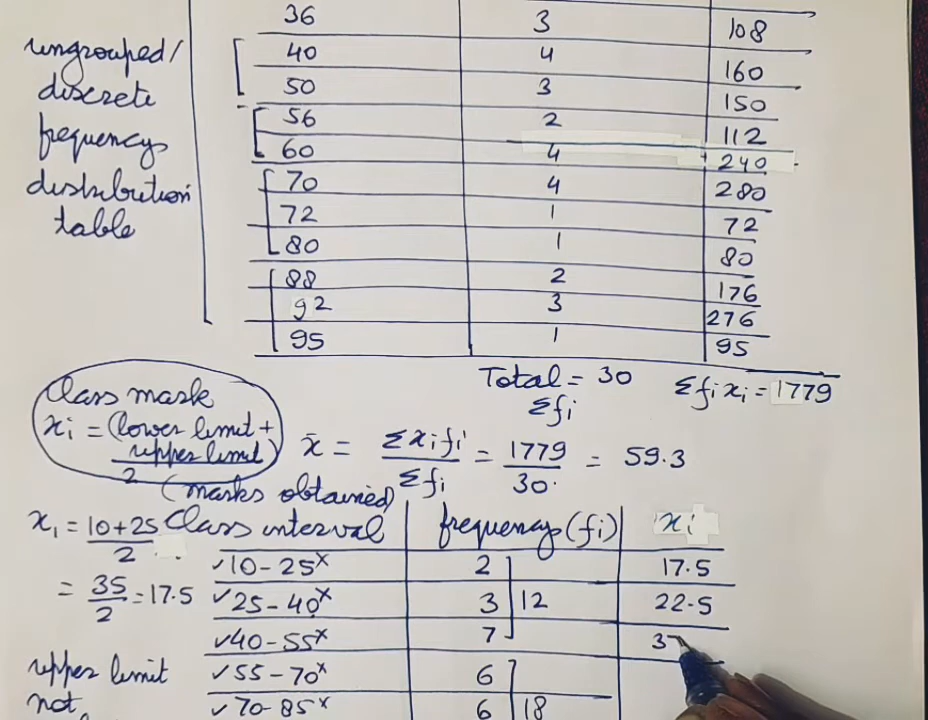 36 3 108
40 4 160
50 3 150
56 2 112
60 4 240
70 4 280
72 1 72
80 1 80
88 2 176
92 3 276
95 1 95
ungrouped/
discrete
frequency
distribution
table
Total = 30 Σfixi = 1779
Σfi
Class mark
xi = (lower limit +
upper limit)
2
x̄ = Σxifi / Σfi = 1779 / 30 = 59.3
(marks obtained)
Class interval frequency (fi) xi
10-25 2 17.5
25-40 3 12 22.5
40-55 7 3
55-70 6
70-85 6 18
x1 = 10+25
2
= 35 / 2 = 17.5
upper limit
not